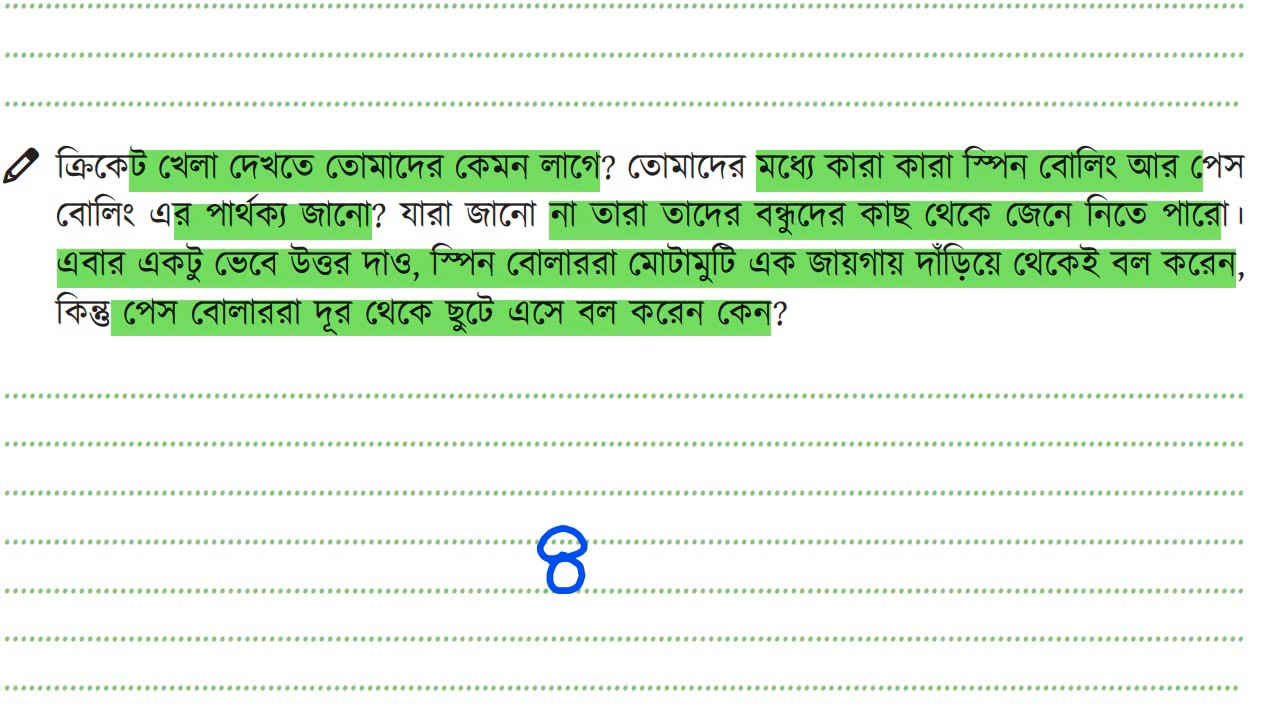 ক্রিকেট খেলা দেখতে তোমাদের কেমন লাগে? তোমাদের মধ্যে কারা কারা স্পিন বোলিং আর পেস
বোলিং এর পার্থক্য জানো? যারা জানো না তারা তাদের বন্ধুদের কাছ থেকে জেনে নিতে পারো।
এবার একটু ভেবে উত্তর দাও, স্পিন বোলাররা মোটামুটি এক জায়গায় দাঁড়িয়ে থেকেই বল করেন,
কিন্তু পেস বোলাররা দূর থেকে ছুটে এসে বল করেন কেন?
8